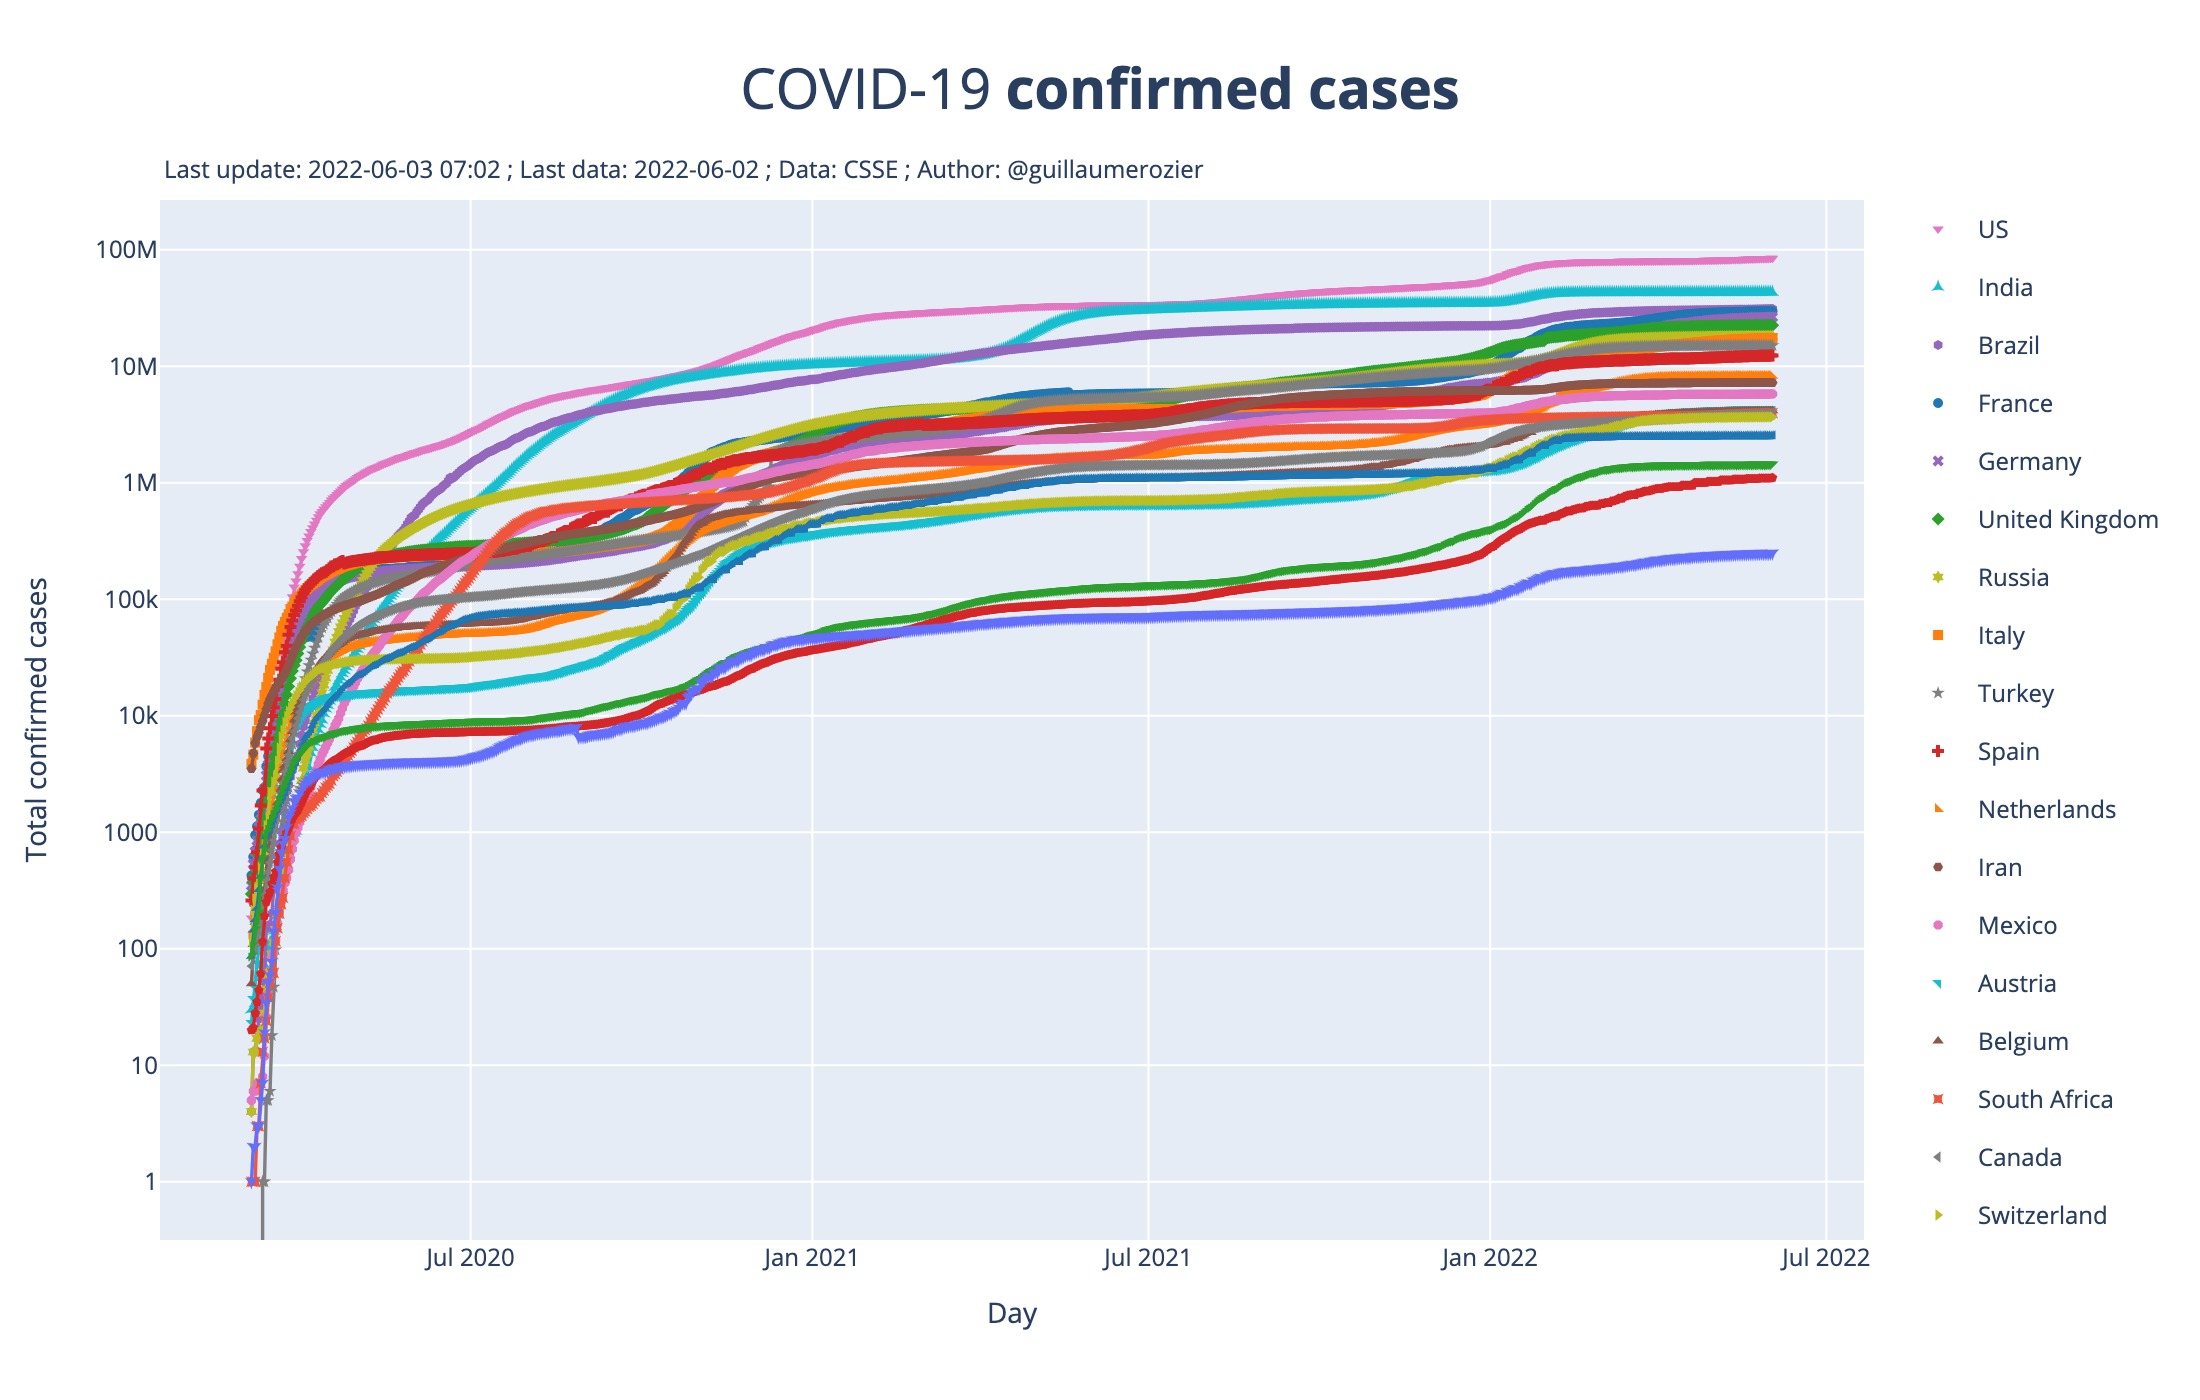 COVID-19 confirmed cases
Last update: 2022-06-03 07:02 ; Last data: 2022-06-02 ; Data: CSSE ; Author: @guillaumerozier
Total confirmed cases
100M
10M
1M
100k
10k
1000
100
10
1
Jul 2020
Jan 2021
Jul 2021
Jan 2022
Jul 2022
Day
US
India
Brazil
France
Germany
United Kingdom
Russia
Italy
Turkey
Spain
Netherlands
Iran
Mexico
Austria
Belgium
South Africa
Canada
Switzerland